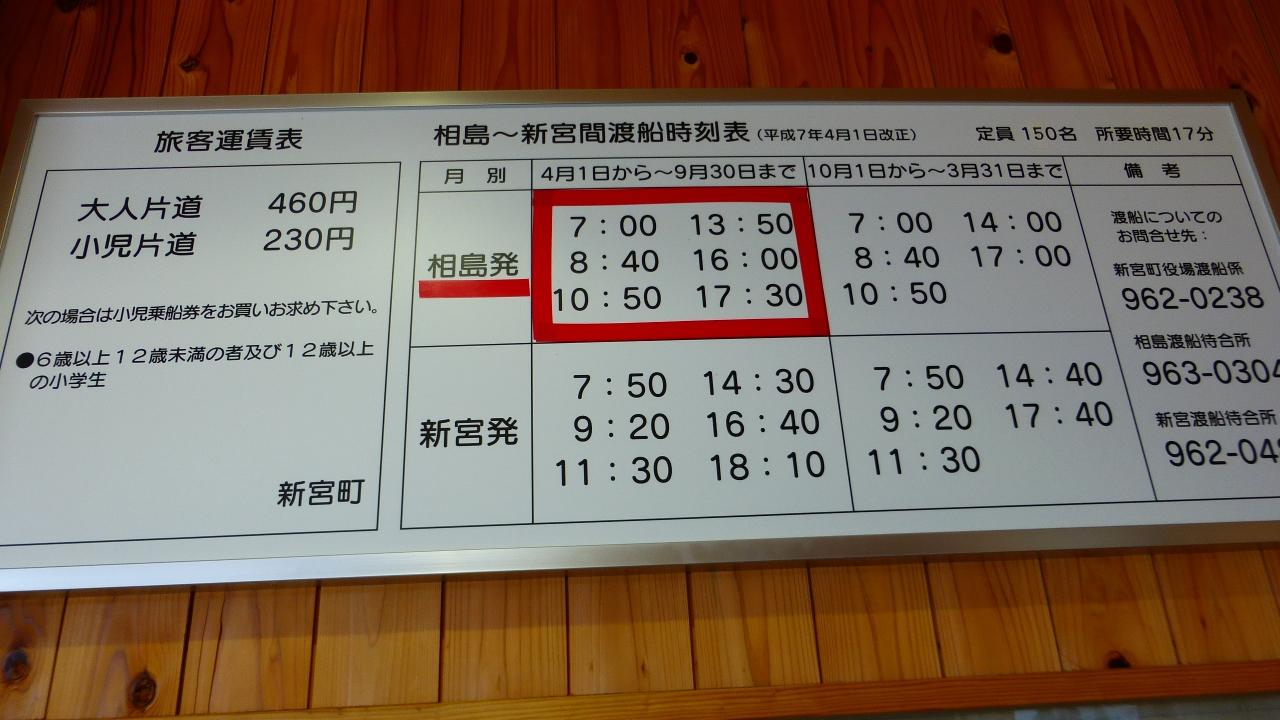 旅客運賃表
大人片道 460円
小児片道 230円
次の場合は小児乗船券をお買いお求め下さい。
●6歳以上12歳未満の者及び12歳以上
の小学生
新宮町
相島～新宮間渡船時刻表(平成7年4月1日改正) 定員 150名 所要時間17分
月 別 4月1日から～9月30日まで 10月1日から～3月31日まで 備 考
相島発
7:00 13:50
8:40 16:00
10:50 17:30
7:00 14:00
8:40 17:00
10:50
新宮発
7:50 14:30
9:20 16:40
11:30 18:10
7:50 14:40
9:20 17:40
11:30
渡船についての
お問合せ先:
新宮町役場渡船係
962-0238
相島渡船待合所
963-0304
新宮渡船待合所